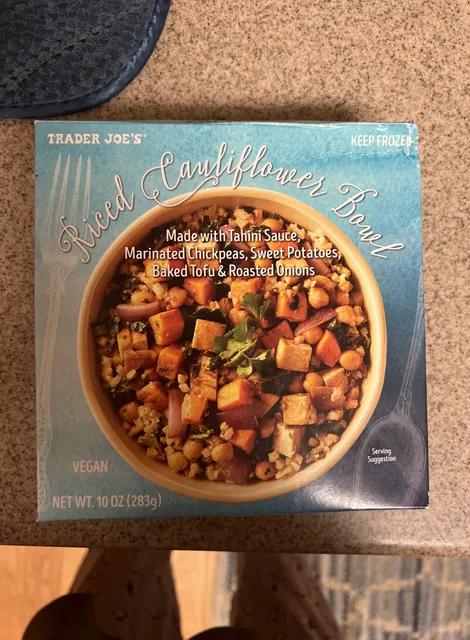 TRADER JOE'S®
KEEP FROZEN
Riced Cauliflower Bowl
Made with Tahini Sauce,
Marinated Chickpeas, Sweet Potatoes,
Baked Tofu & Roasted Onions
Serving
Suggestion
VEGAN
NET WT. 10 OZ (283g)